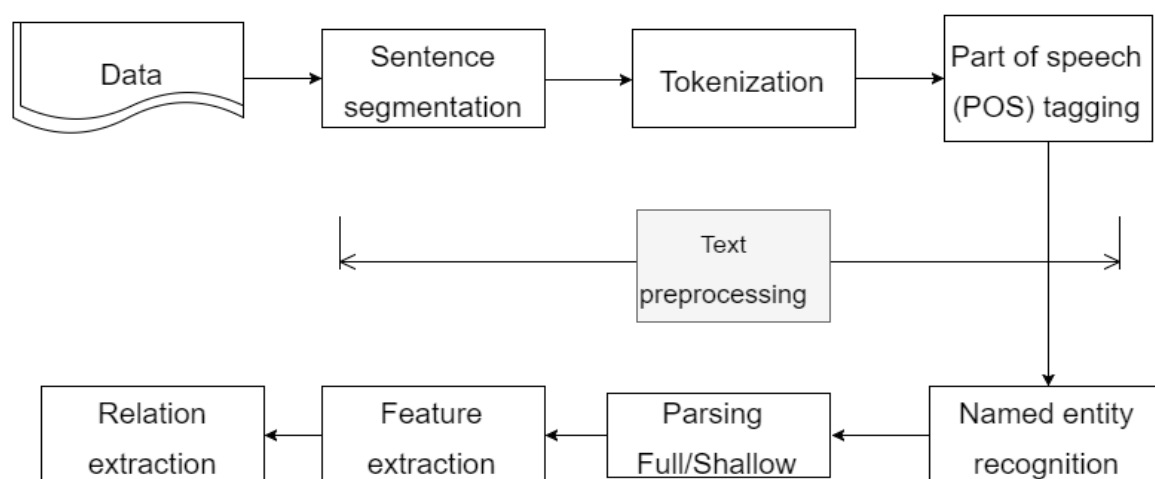 Data
Sentence
segmentation
Tokenization
Part of speech
(POS) tagging
Text
preprocessing
Named entity
recognition
Parsing
Full/Shallow
Feature
extraction
Relation
extraction